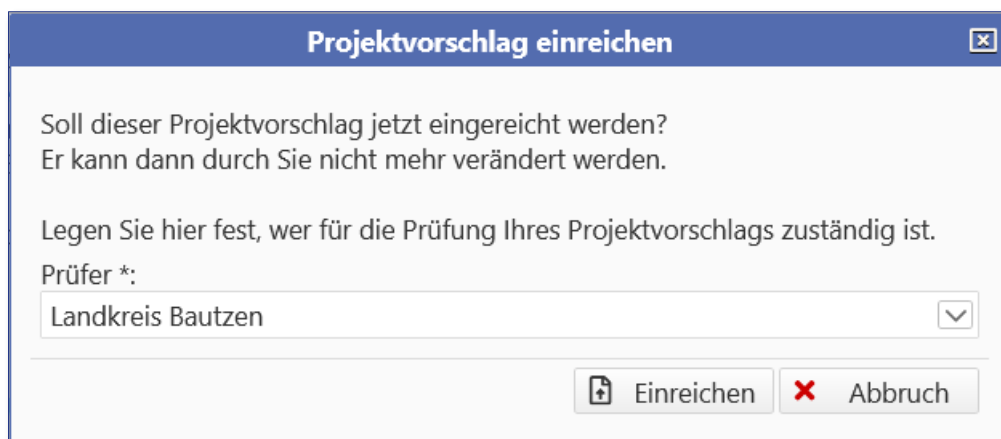 Projektvorschlag einreichen
Soll dieser Projektvorschlag jetzt eingereicht werden?
Er kann dann durch Sie nicht mehr verändert werden.
Legen Sie hier fest, wer für die Prüfung Ihres Projektvorschlags zuständig ist.
Prüfer *:
Landkreis Bautzen
Einreichen Abbruch